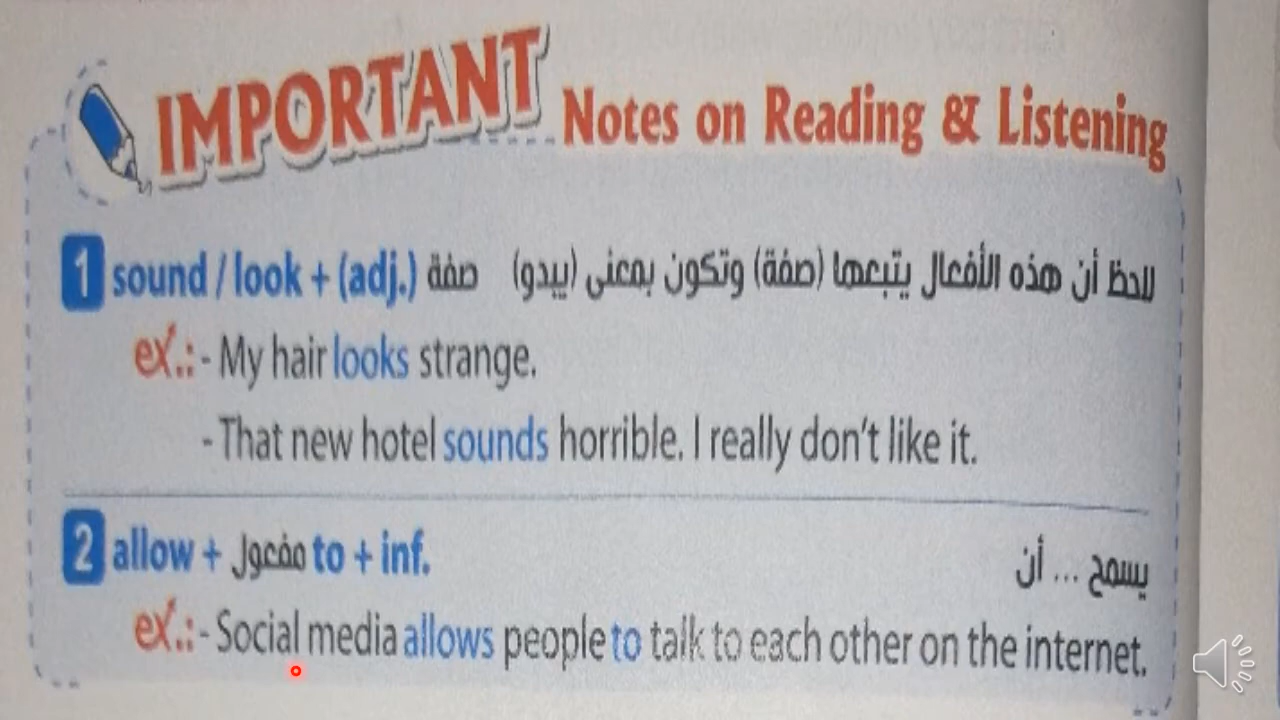 IMPORTANT Notes on Reading & Listening
1 sound / look + (adj.) صفة لاحظ أن هذه الأفعال يتبعها (صفة) وتكون بمعنى (يبدو)
ex.: - My hair looks strange.
- That new hotel sounds horrible. I really don't like it.
2 allow + مفعول to + inf. يسمح ... أن
ex.: - Social media allows people to talk to each other on the internet.